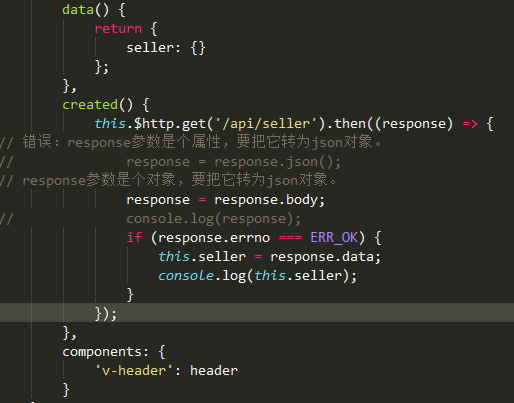 data() {
return {
seller: {}
};
},
created() {
this.$http.get('/api/seller').then((response) => {
// 错误：response参数是个属性，要把它转为json对象。
// response = response.json();
// response参数是个对象，要把它转为json对象。
response = response.body;
// console.log(response);
if (response.errno === ERR_OK) {
this.seller = response.data;
console.log(this.seller);
}
});
},
components: {
'v-header': header
}